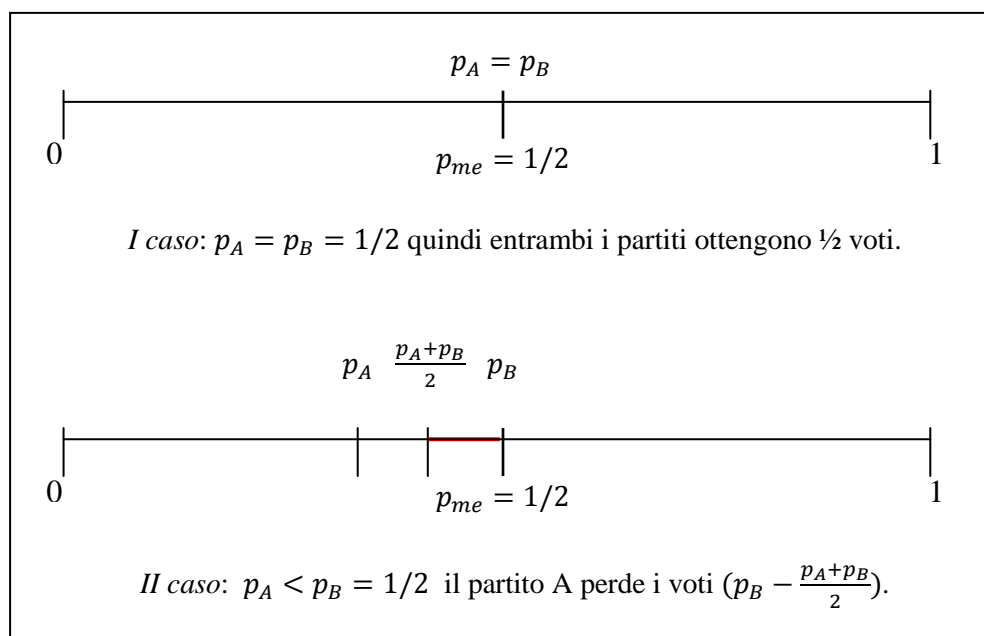 p_A = p_B
0 p_me = 1/2 1
I caso: p_A = p_B = 1/2 quindi entrambi i partiti ottengono ½ voti.
p_A (p_A+p_B)/2 p_B
0 p_me = 1/2 1
II caso: p_A < p_B = 1/2 il partito A perde i voti (p_B − (p_A+p_B)/2).